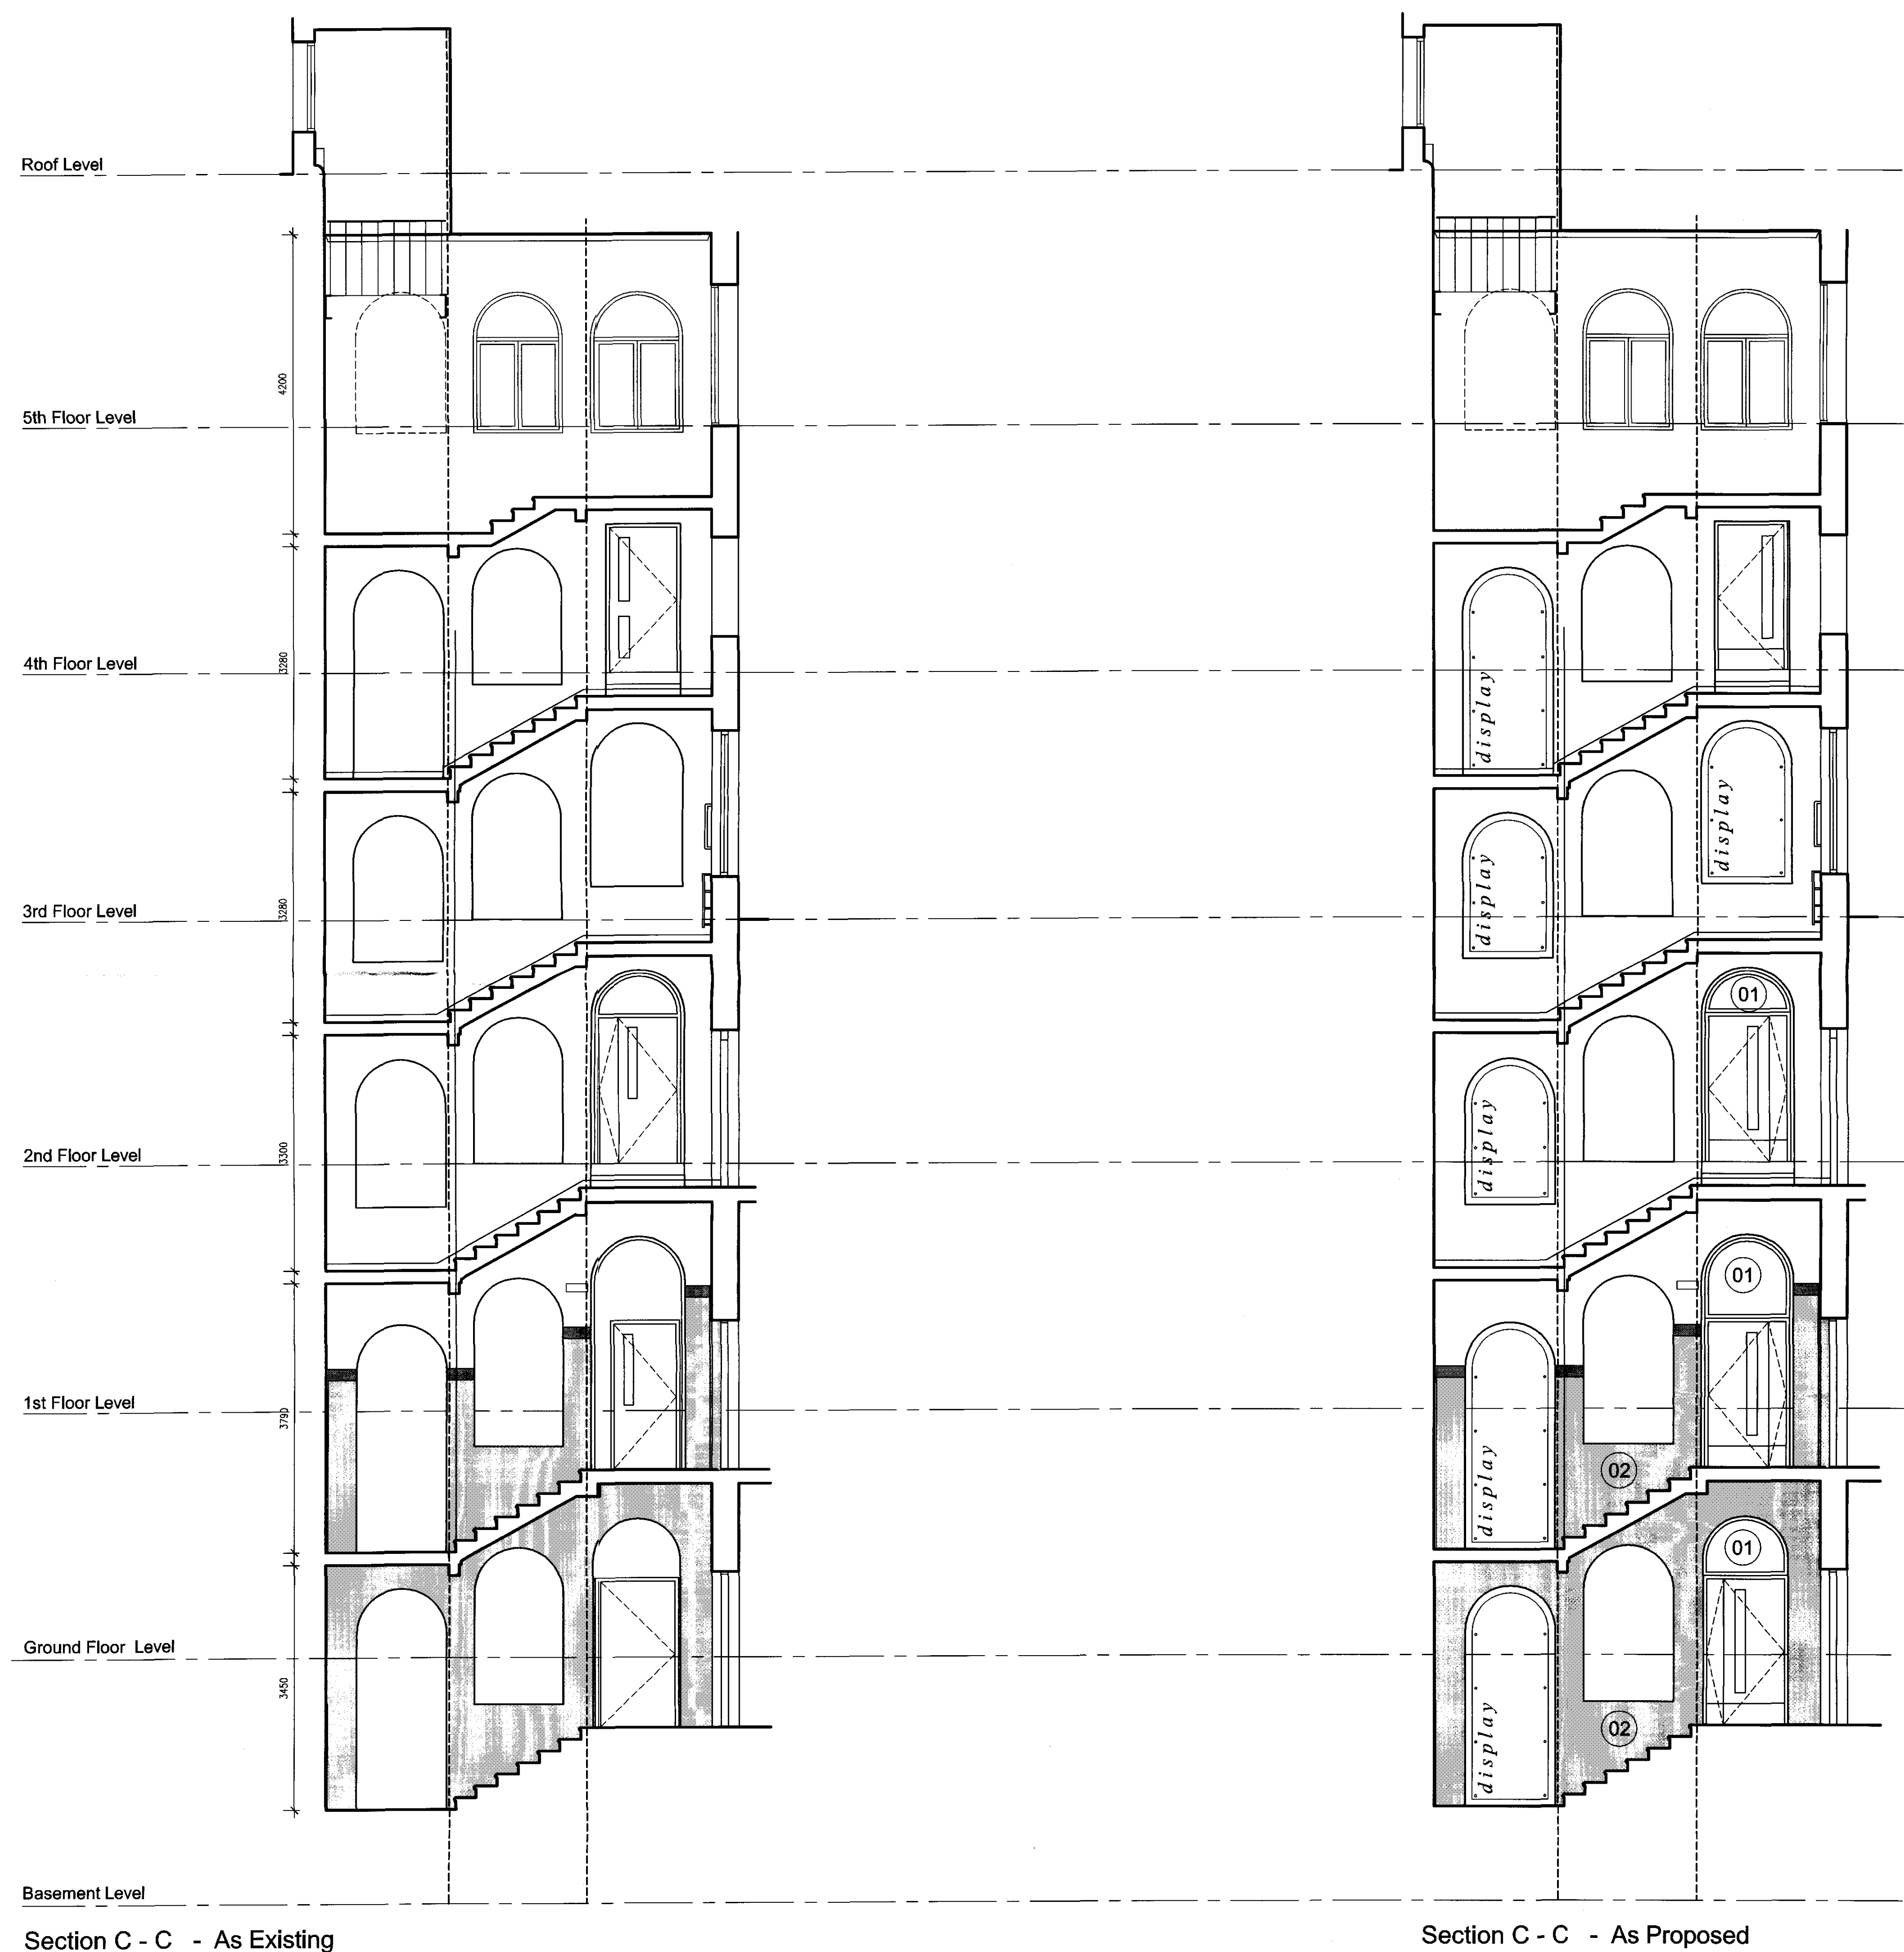 Roof Level
4200
5th Floor Level
4th Floor Level
3280
display
display
3rd Floor Level
3280
display
01
2nd Floor Level
3300
display
01
1st Floor Level
3790
display
02
01
Ground Floor Level
3450
display
02
Basement Level
Section C - C - As Existing
Section C - C - As Proposed